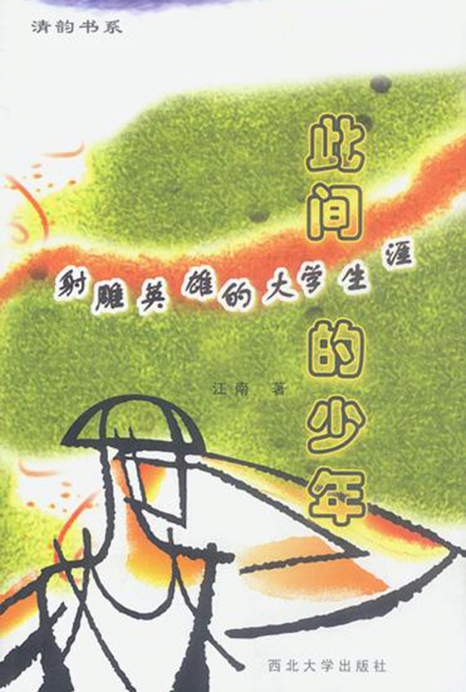 清韵书系
此间的少年
射雕英雄的大学生涯
江南 著
西北大学出版社